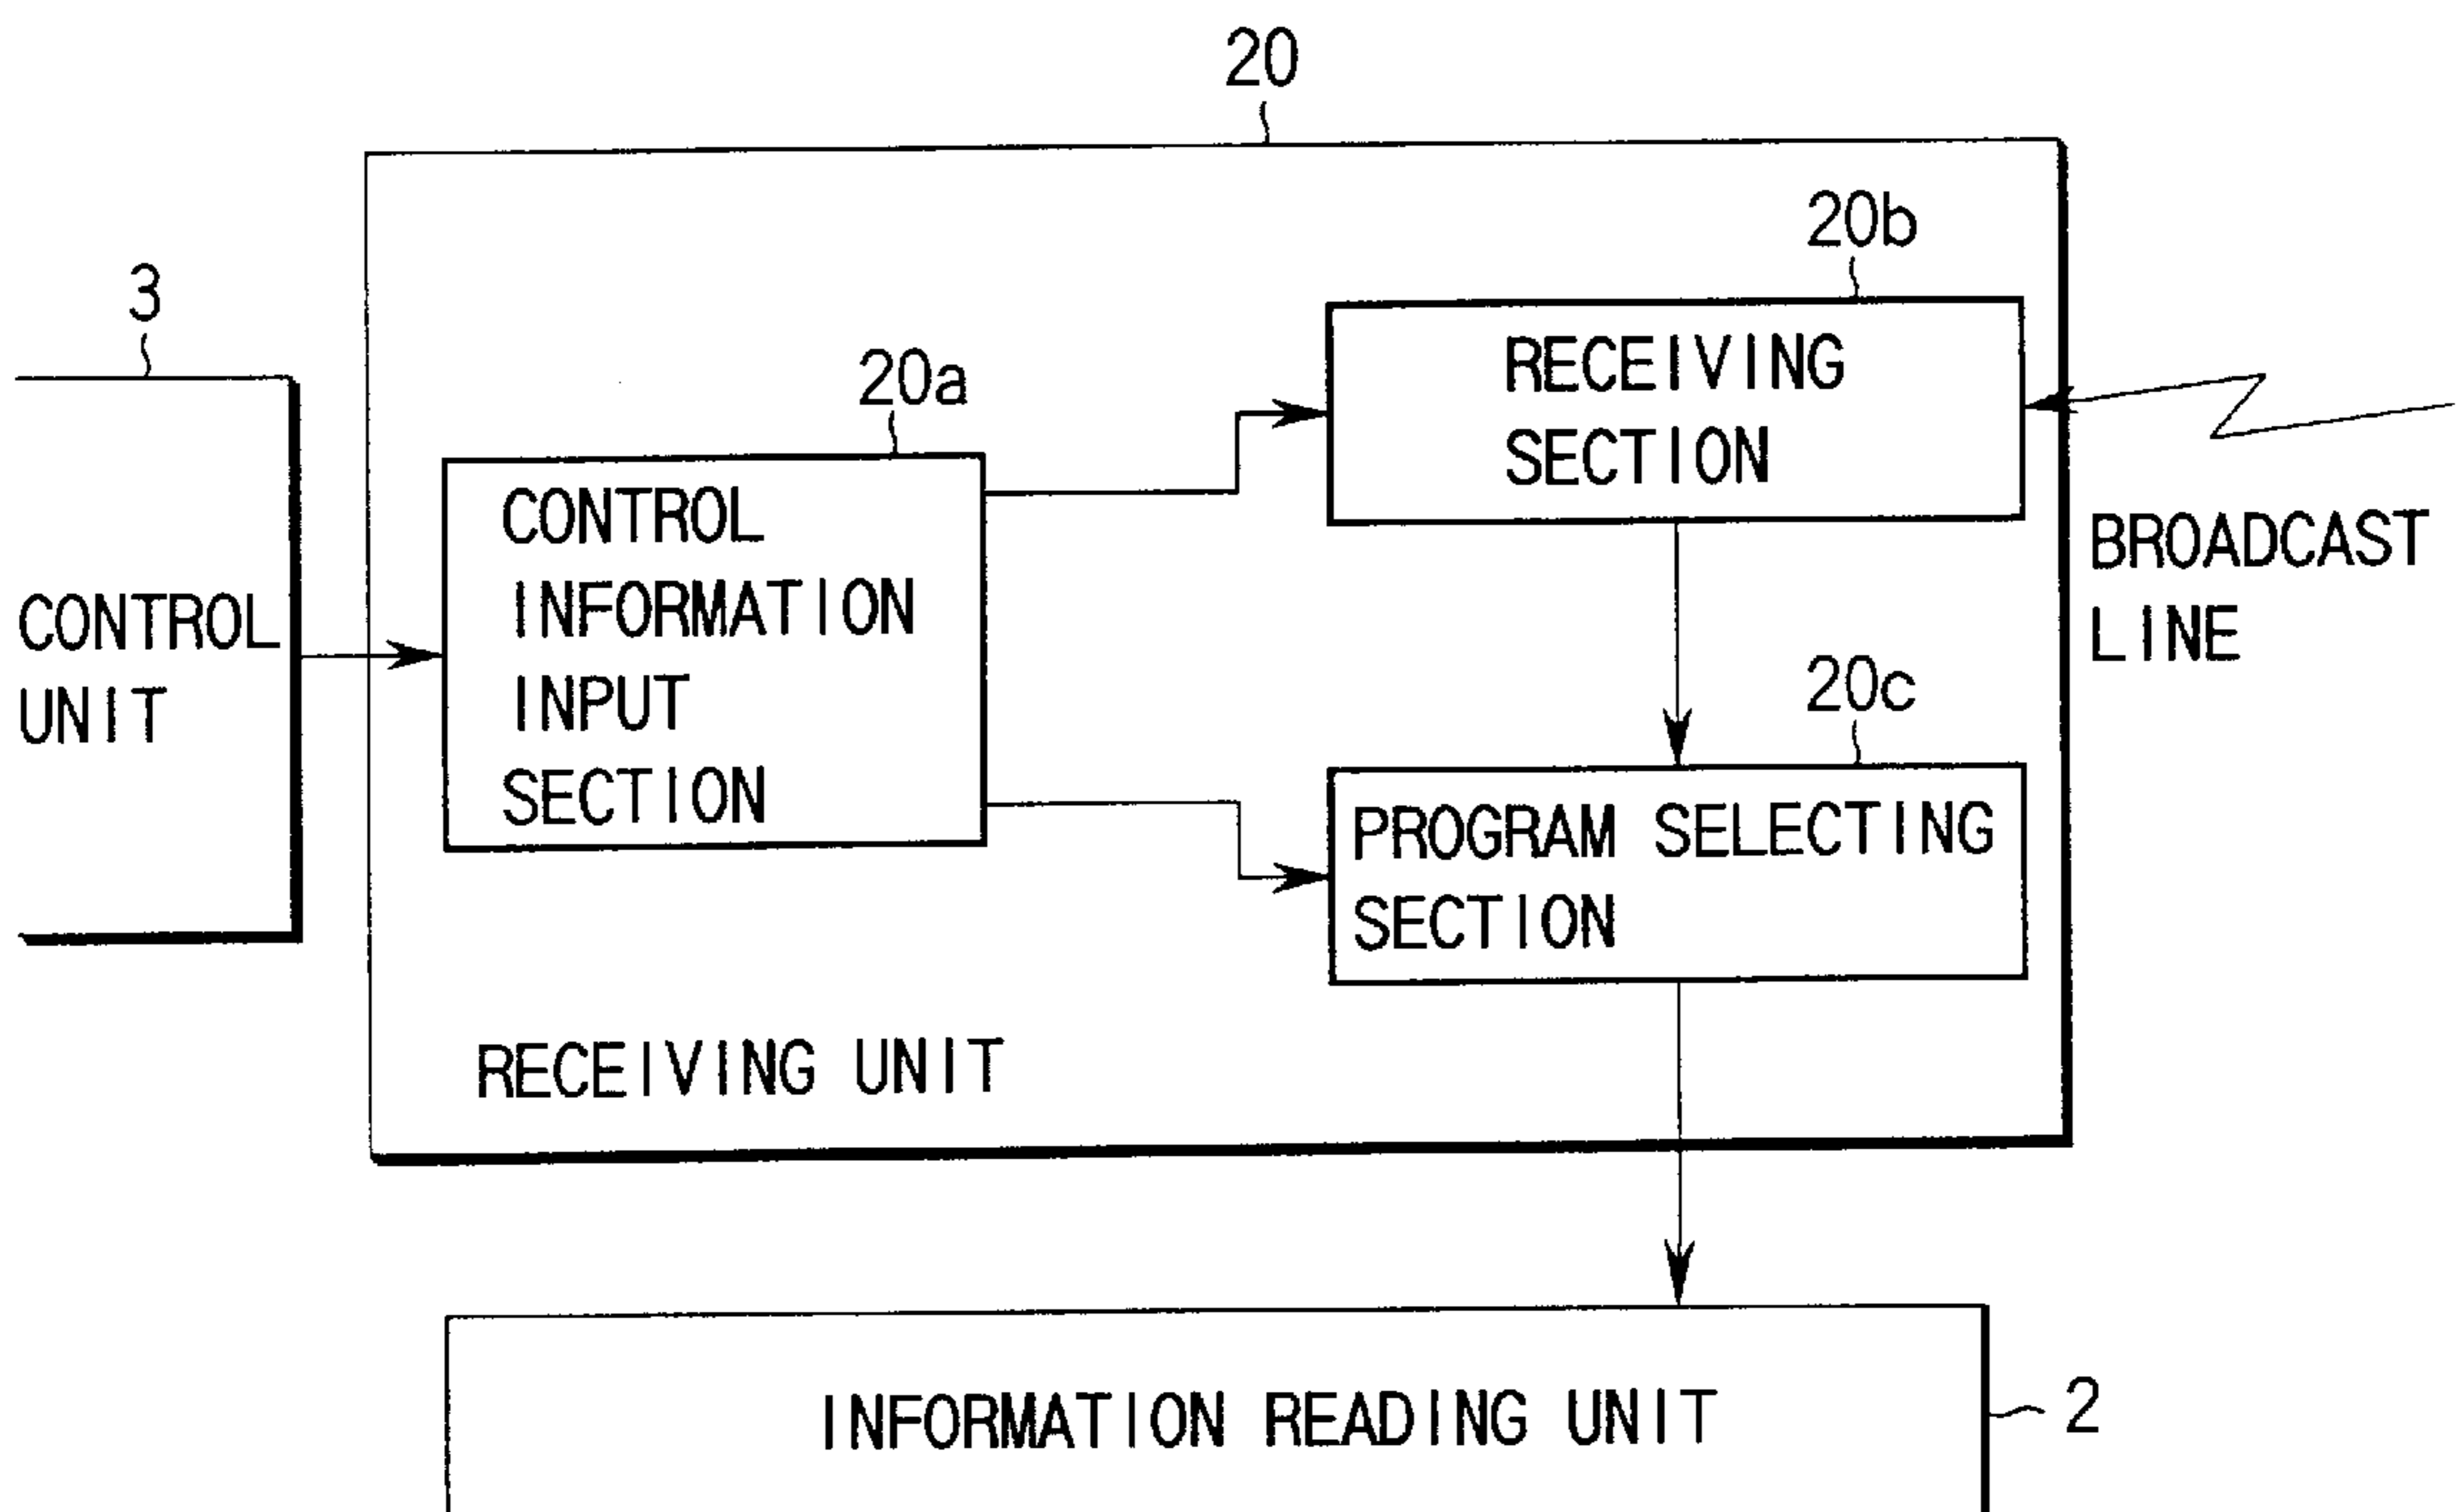 20
20b
3
RECEIVING
SECTION
20a
CONTROL
INFORMATION
INPUT
SECTION
BROADCAST
LINE
CONTROL
UNIT
20c
PROGRAM SELECTING
SECTION
RECEIVING UNIT
INFORMATION READING UNIT
2